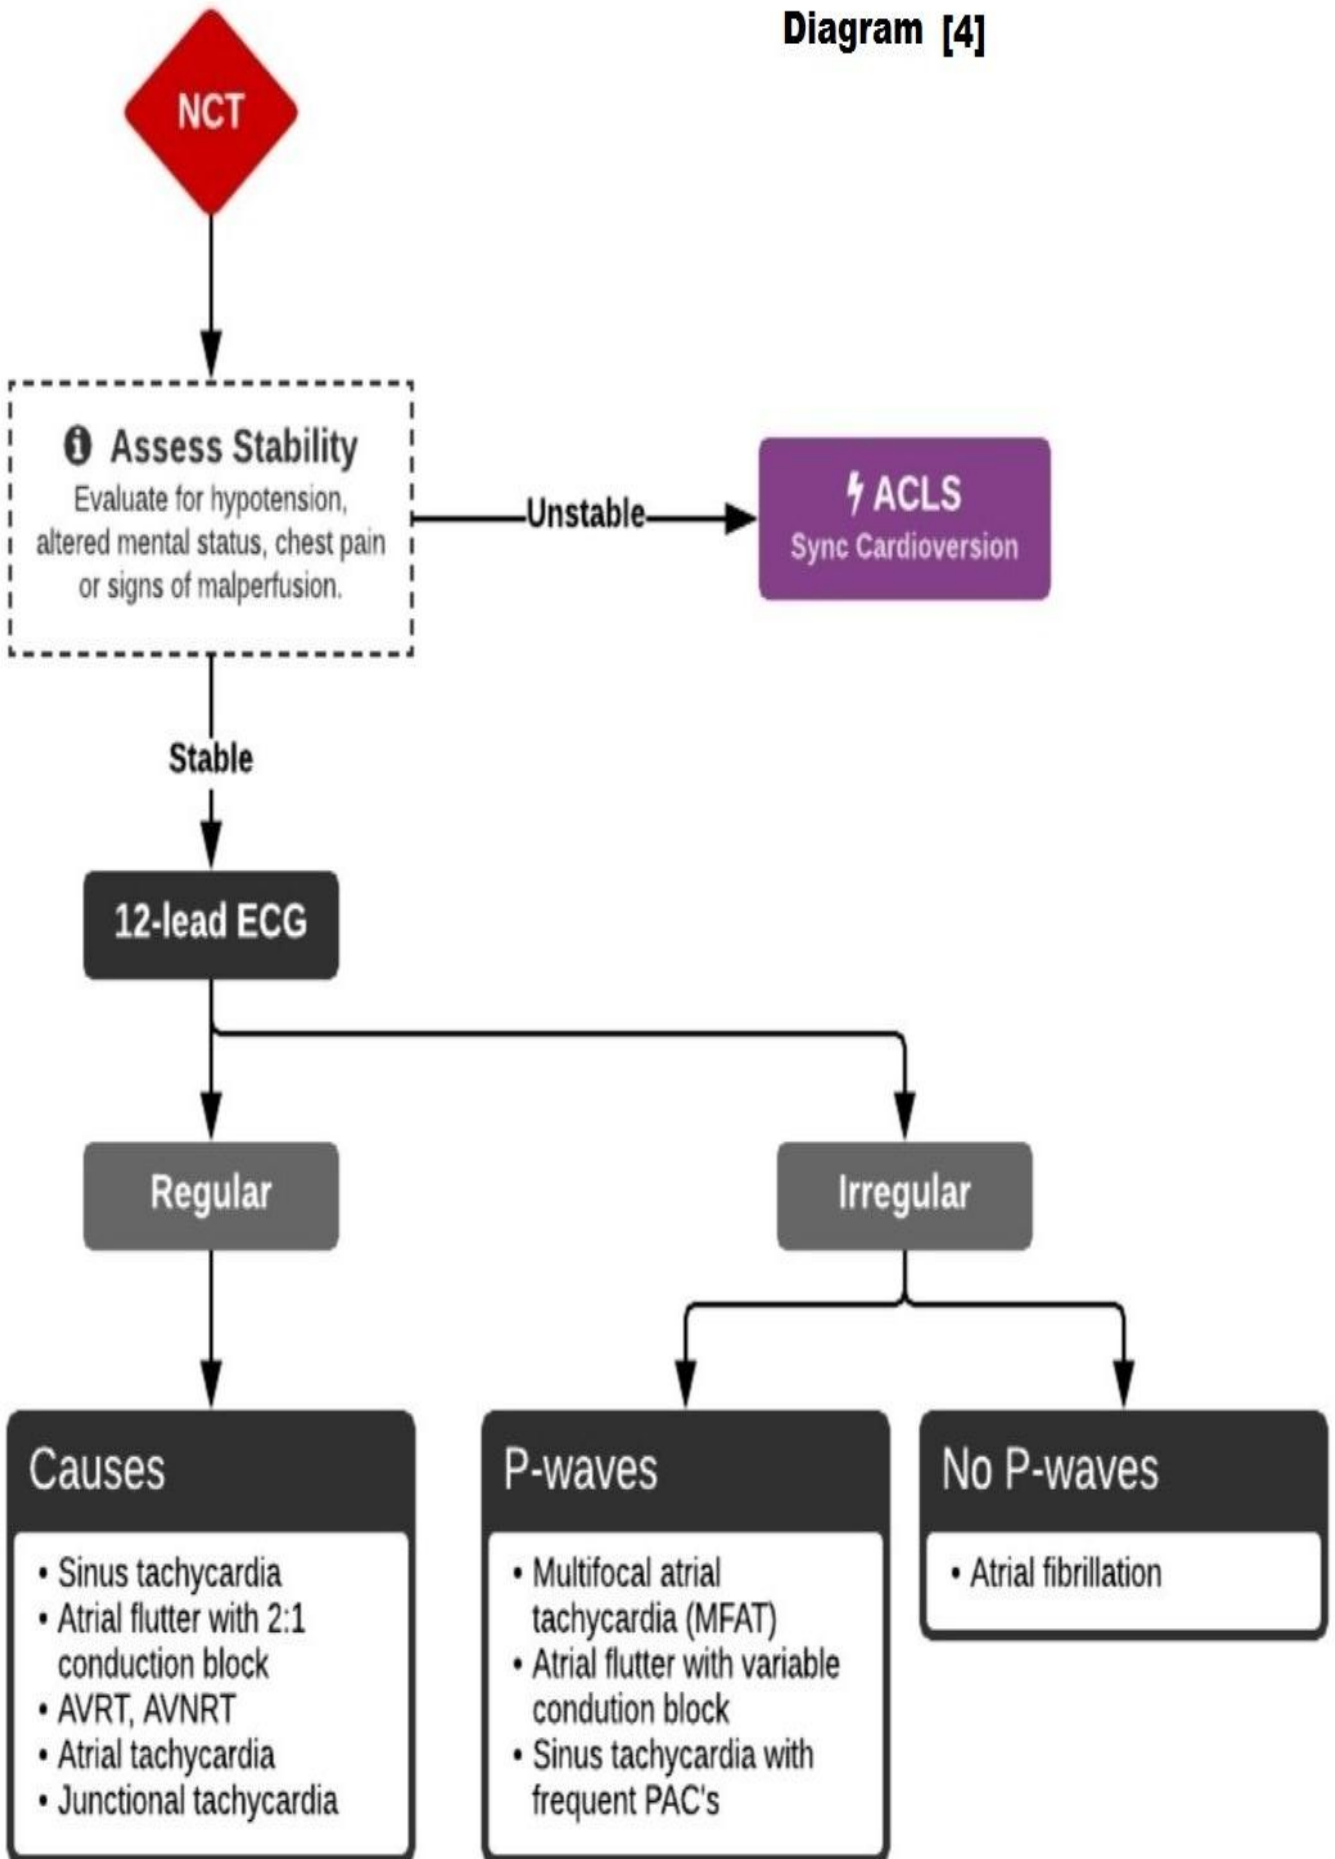 Diagram [4]
NCT
Assess Stability
Evaluate for hypotension,
altered mental status, chest pain
or signs of malperfusion.
Unstable
ACLS
Sync Cardioversion
Stable
12-lead ECG
Regular
Irregular
Causes
• Sinus tachycardia
• Atrial flutter with 2:1
conduction block
• AVRT, AVNRT
• Atrial tachycardia
• Junctional tachycardia
P-waves
• Multifocal atrial
tachycardia (MFAT)
• Atrial flutter with variable
condution block
• Sinus tachycardia with
frequent PAC's
No P-waves
• Atrial fibrillation